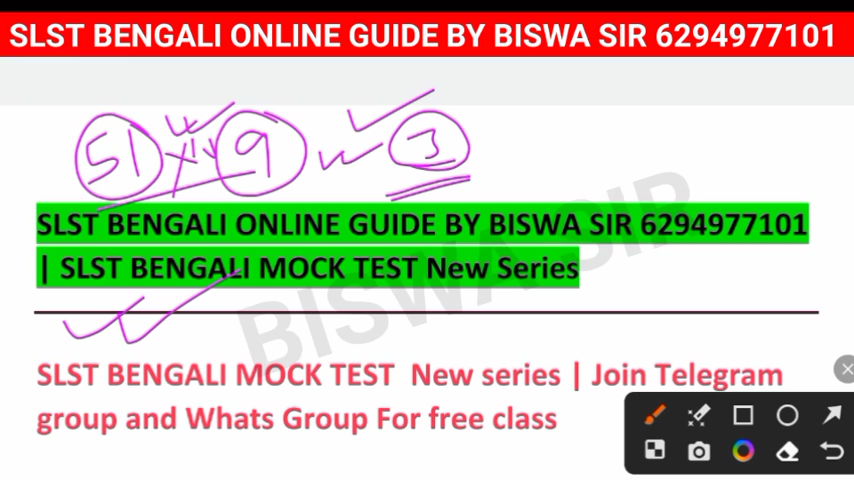 SLST BENGALI ONLINE GUIDE BY BISWA SIR 6294977101
51 9 3
SLST BENGALI ONLINE GUIDE BY BISWA SIR 6294977101
| SLST BENGALI MOCK TEST New Series
BISWA SIR
SLST BENGALI MOCK TEST New series | Join Telegram
group and Whats Group For free class